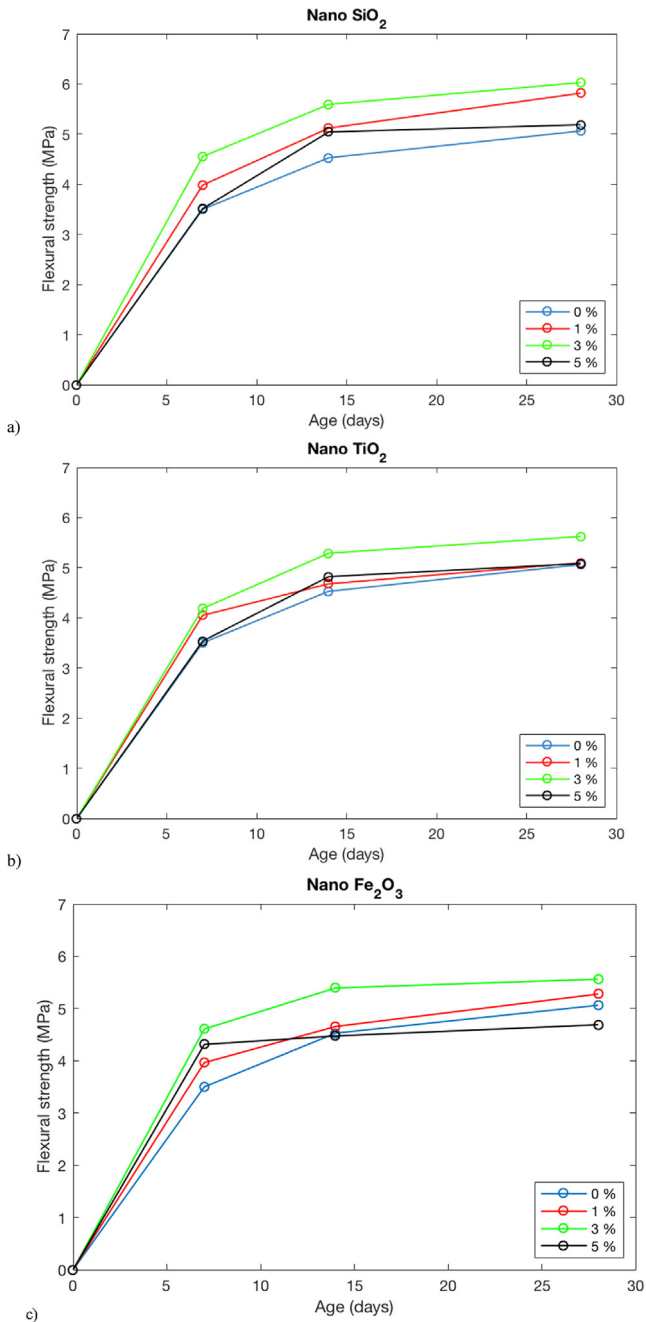 Nano SiO2
7
6
5
4
3
2
1
0
Flexural strength (MPa)
0 5 10 15 20 25 30
Age (days)
0 %
1 %
3 %
5 %
a)
Nano TiO2
7
6
5
4
3
2
1
0
Flexural strength (MPa)
0 5 10 15 20 25 30
Age (days)
0 %
1 %
3 %
5 %
b)
Nano Fe2O3
7
6
5
4
3
2
1
0
Flexural strength (MPa)
0 5 10 15 20 25 30
Age (days)
0 %
1 %
3 %
5 %
c)